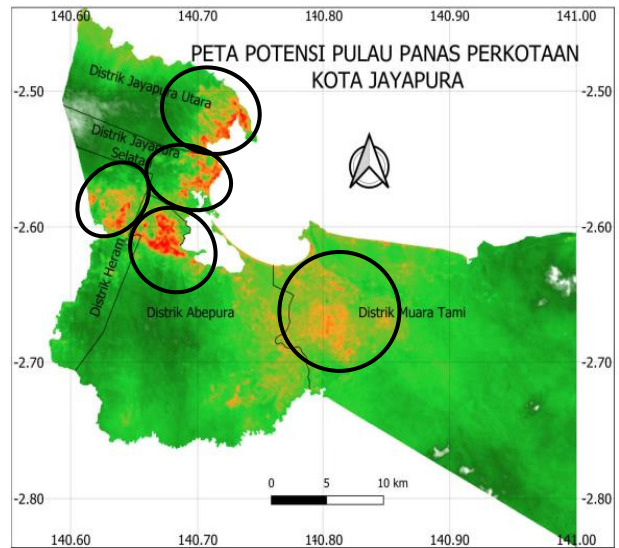 140.60 140.70 140.80 140.90 141.00
PETA POTENSI PULAU PANAS PERKOTAAN
KOTA JAYAPURA
-2.50 -2.50
Distrik Jayapura Utara
Distrik Jayapura
Selatan
-2.60 -2.60
Distrik Heram
Distrik Abepura
Distrik Muara Tami
-2.70 -2.70
0 5 10 km
-2.80 -2.80
140.60 140.70 140.80 140.90 141.00